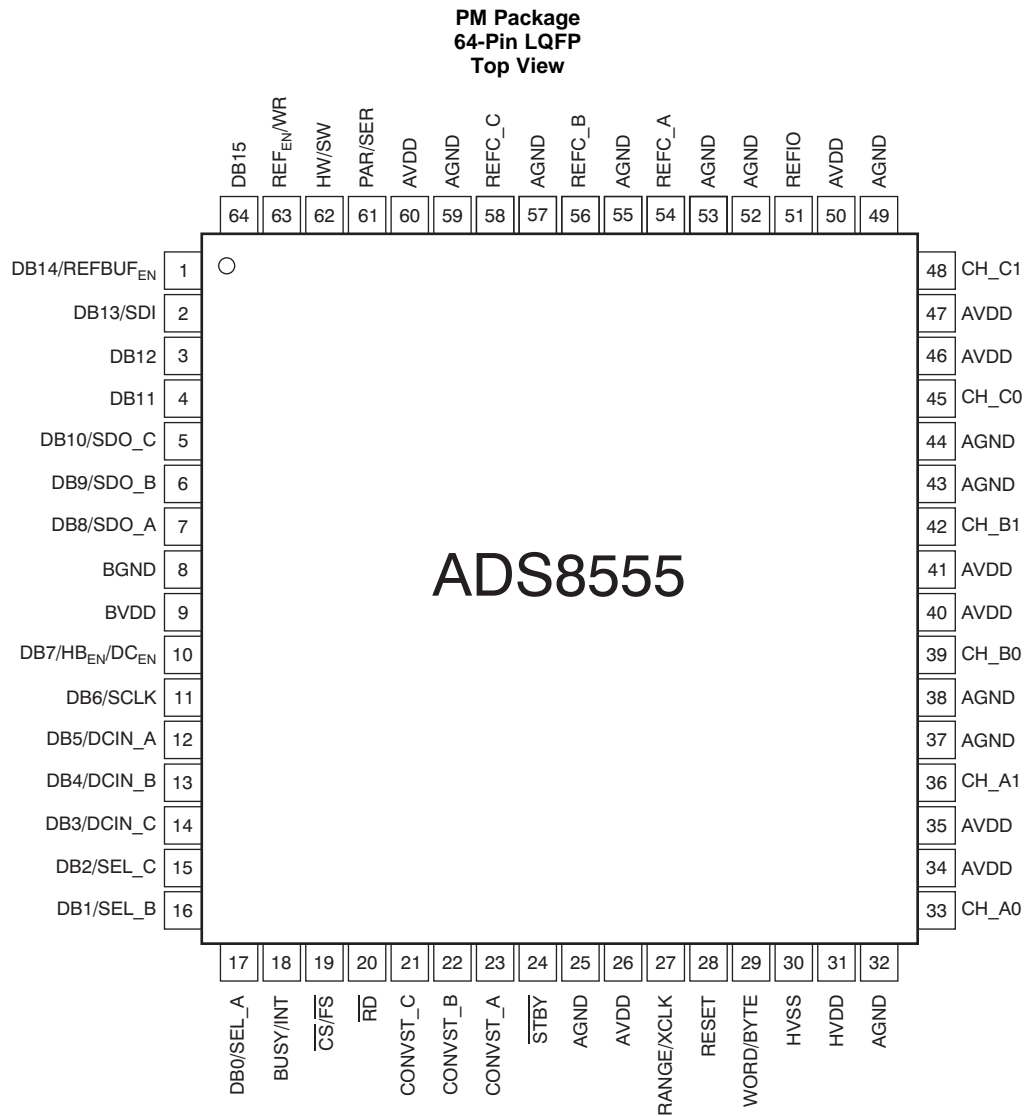 PM Package
64-Pin LQFP
Top View
DB15
REFEN/WR
HW/SW
PAR/SER
AVDD
AGND
REFC_C
AGND
REFC_B
AGND
REFC_A
AGND
AGND
REFIO
AVDD
AGND
64 63 62 61 60 59 58 57 56 55 54 53 52 51 50 49
DB14/REFBUFEN 1
DB13/SDI 2
DB12 3
DB11 4
DB10/SDO_C 5
DB9/SDO_B 6
DB8/SDO_A 7
BGND 8
BVDD 9
DB7/HBEN/DCEN 10
DB6/SCLK 11
DB5/DCIN_A 12
DB4/DCIN_B 13
DB3/DCIN_C 14
DB2/SEL_C 15
DB1/SEL_B 16
ADS8555
48 CH_C1
47 AVDD
46 AVDD
45 CH_C0
44 AGND
43 AGND
42 CH_B1
41 AVDD
40 AVDD
39 CH_B0
38 AGND
37 AGND
36 CH_A1
35 AVDD
34 AVDD
33 CH_A0
17 18 19 20 21 22 23 24 25 26 27 28 29 30 31 32
DB0/SEL_A
BUSY/INT
CS/FS
RD
CONVST_C
CONVST_B
CONVST_A
STBY
AGND
AVDD
RANGE/XCLK
RESET
WORD/BYTE
HVSS
HVDD
AGND